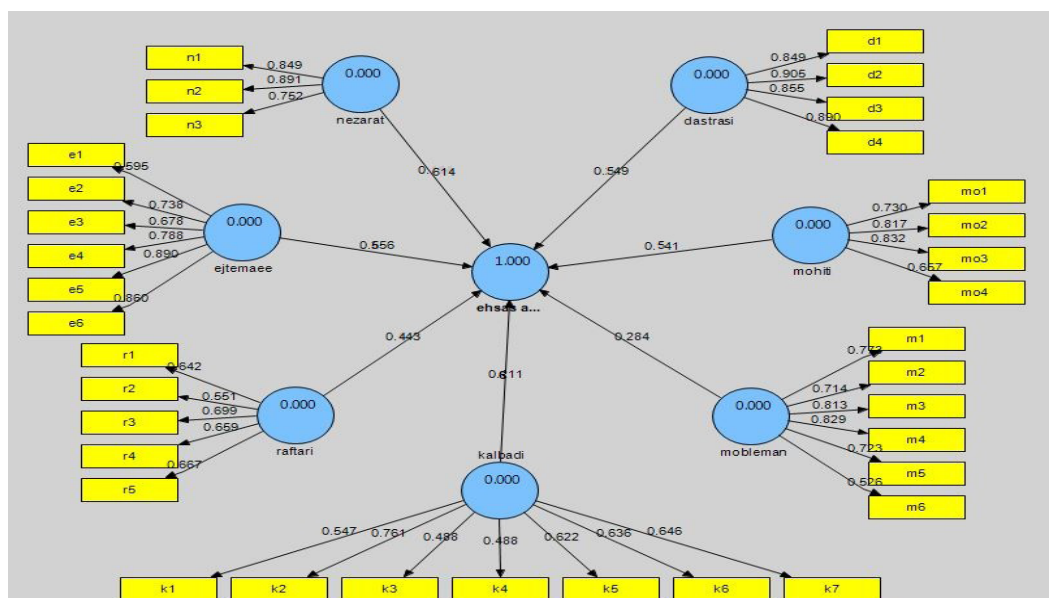 n1
n2
n3
0.849
0.891
0.752
0.000
nezarat
0.614
0.000
dastrasi
0.549
0.849
0.905
0.855
0.890
d1
d2
d3
d4
e1
e2
e3
e4
e5
e6
0.595
0.738
0.678
0.788
0.890
0.860
0.000
ejtemaee
0.556
1.000
ehsas a...
0.541
0.000
mohiti
0.730
0.817
0.832
0.657
mo1
mo2
mo3
mo4
r1
r2
r3
r4
r5
0.642
0.551
0.699
0.659
0.667
0.000
raftari
0.443
0.284
0.000
mobleman
0.773
0.714
0.813
0.829
0.723
0.526
m1
m2
m3
m4
m5
m6
kalbadi
0.000
0.547
0.761
0.488
0.488
0.622
0.636
0.646
k1
k2
k3
k4
k5
k6
k7